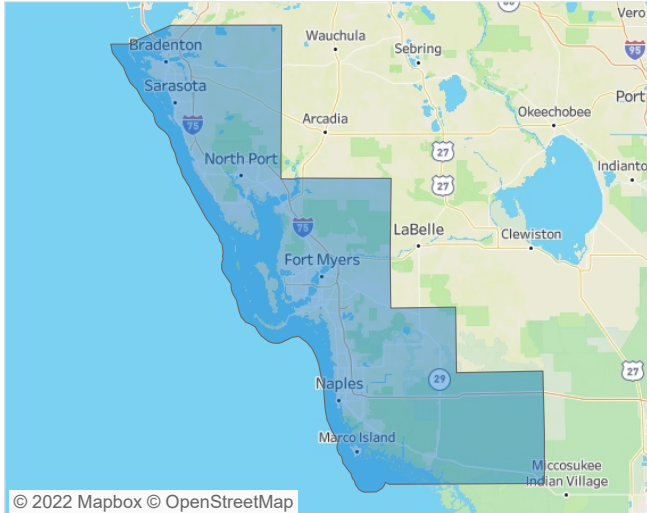 68
Vero
Wauchula
Sebring
95
Bradenton
Sarasota
Port
75
Arcadia
Okeechobee
27
North Port
Indianto
27
75
LaBelle
Clewiston
Fort Myers
27
29
Naples
Marco Island
Miccosukee
Indian Village
© 2022 Mapbox © OpenStreetMap